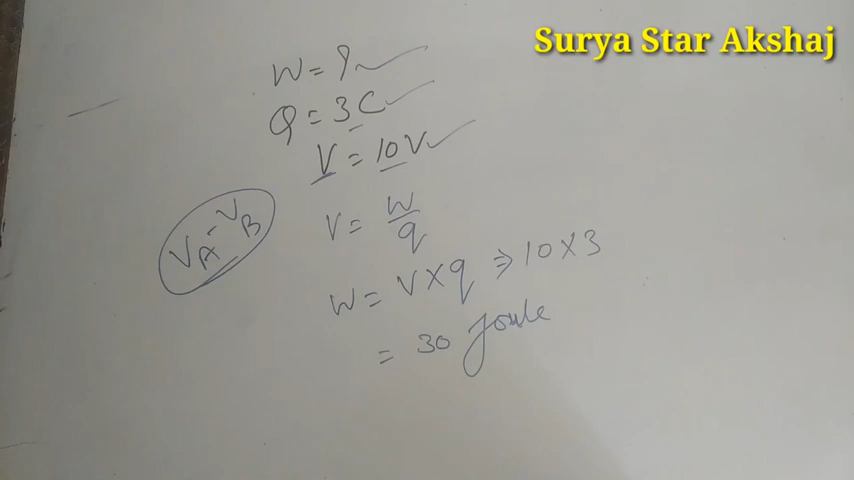 Surya Star Akshaj
W = ?
Q = 3C
V = 10V
VA - VB
V = W/q
W = V×q ⇒ 10×3
= 30 Joule